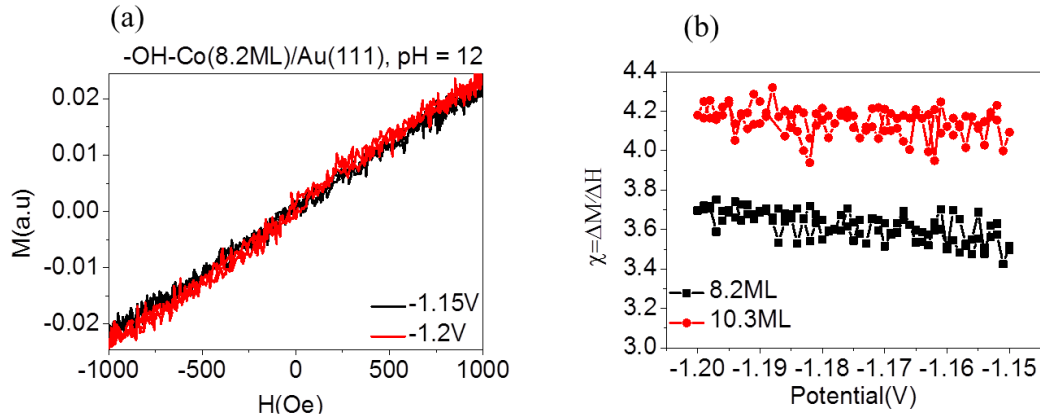 (a)
-OH-Co(8.2ML)/Au(111), pH = 12
M(a.u)
0.02
0.01
0.00
-0.01
-0.02
-1.15V
-1.2V
-1000 -500 0 500 1000
H(Oe)
(b)
χ=ΔM/ΔH
4.4
4.2
4.0
3.8
3.6
3.4
3.2
3.0
8.2ML
10.3ML
-1.20 -1.19 -1.18 -1.17 -1.16 -1.15
Potential(V)